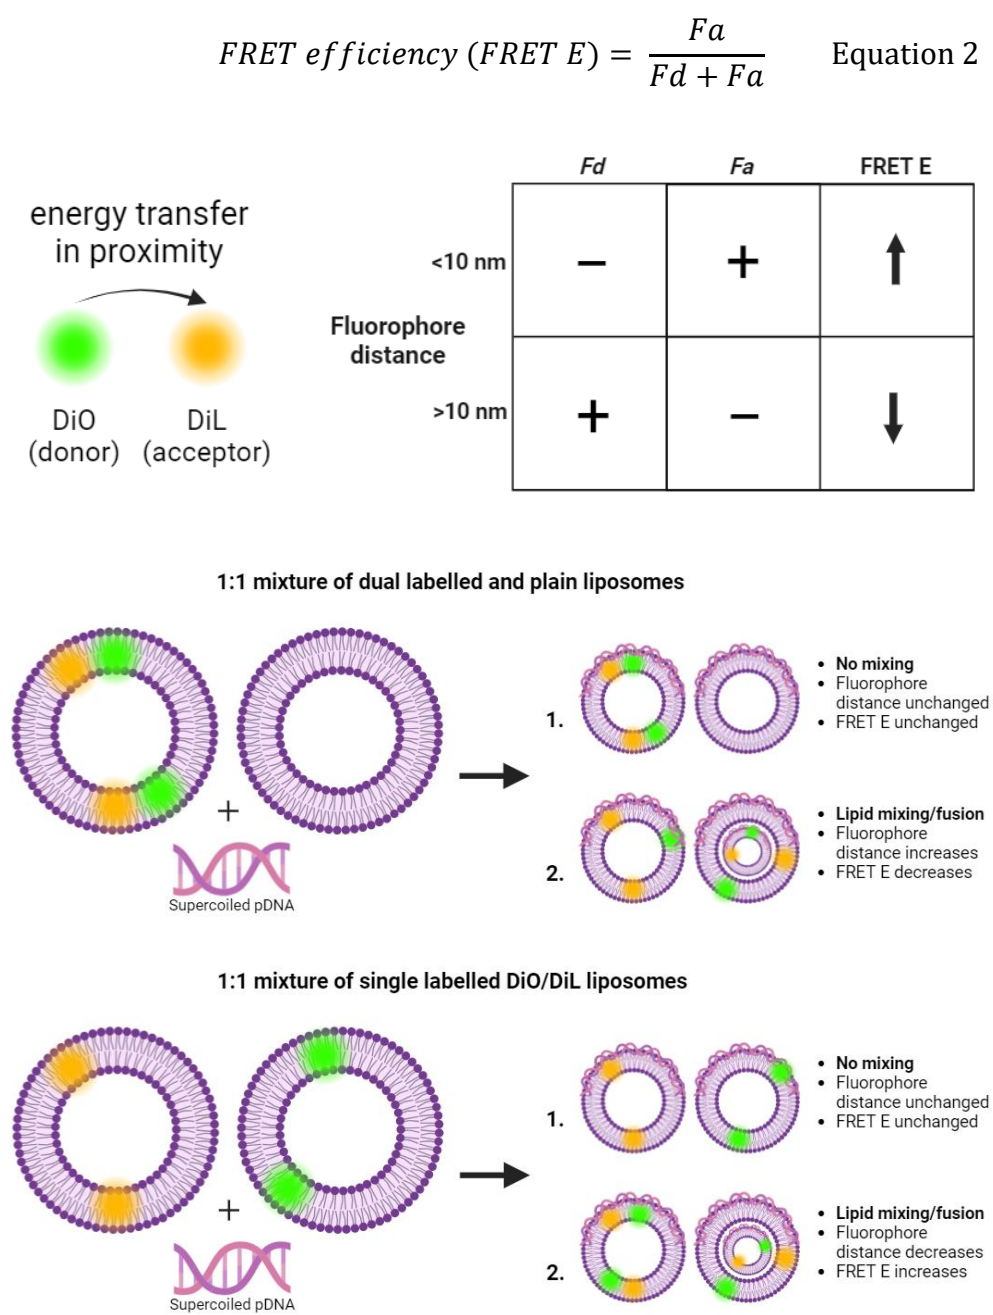 FRET efficiency (FRET E) = Fa / Fd + Fa Equation 2
Fd Fa FRET E
energy transfer
in proximity
<10 nm − +
Fluorophore
distance
>10 nm + −
DiO
(donor)
DiL
(acceptor)
1:1 mixture of dual labelled and plain liposomes
+
Supercoiled pDNA
1.
• No mixing
• Fluorophore
distance unchanged
• FRET E unchanged
2.
• Lipid mixing/fusion
• Fluorophore
distance increases
• FRET E decreases
1:1 mixture of single labelled DiO/DiL liposomes
+
Supercoiled pDNA
1.
• No mixing
• Fluorophore
distance unchanged
• FRET E unchanged
2.
• Lipid mixing/fusion
• Fluorophore
distance decreases
• FRET E increases